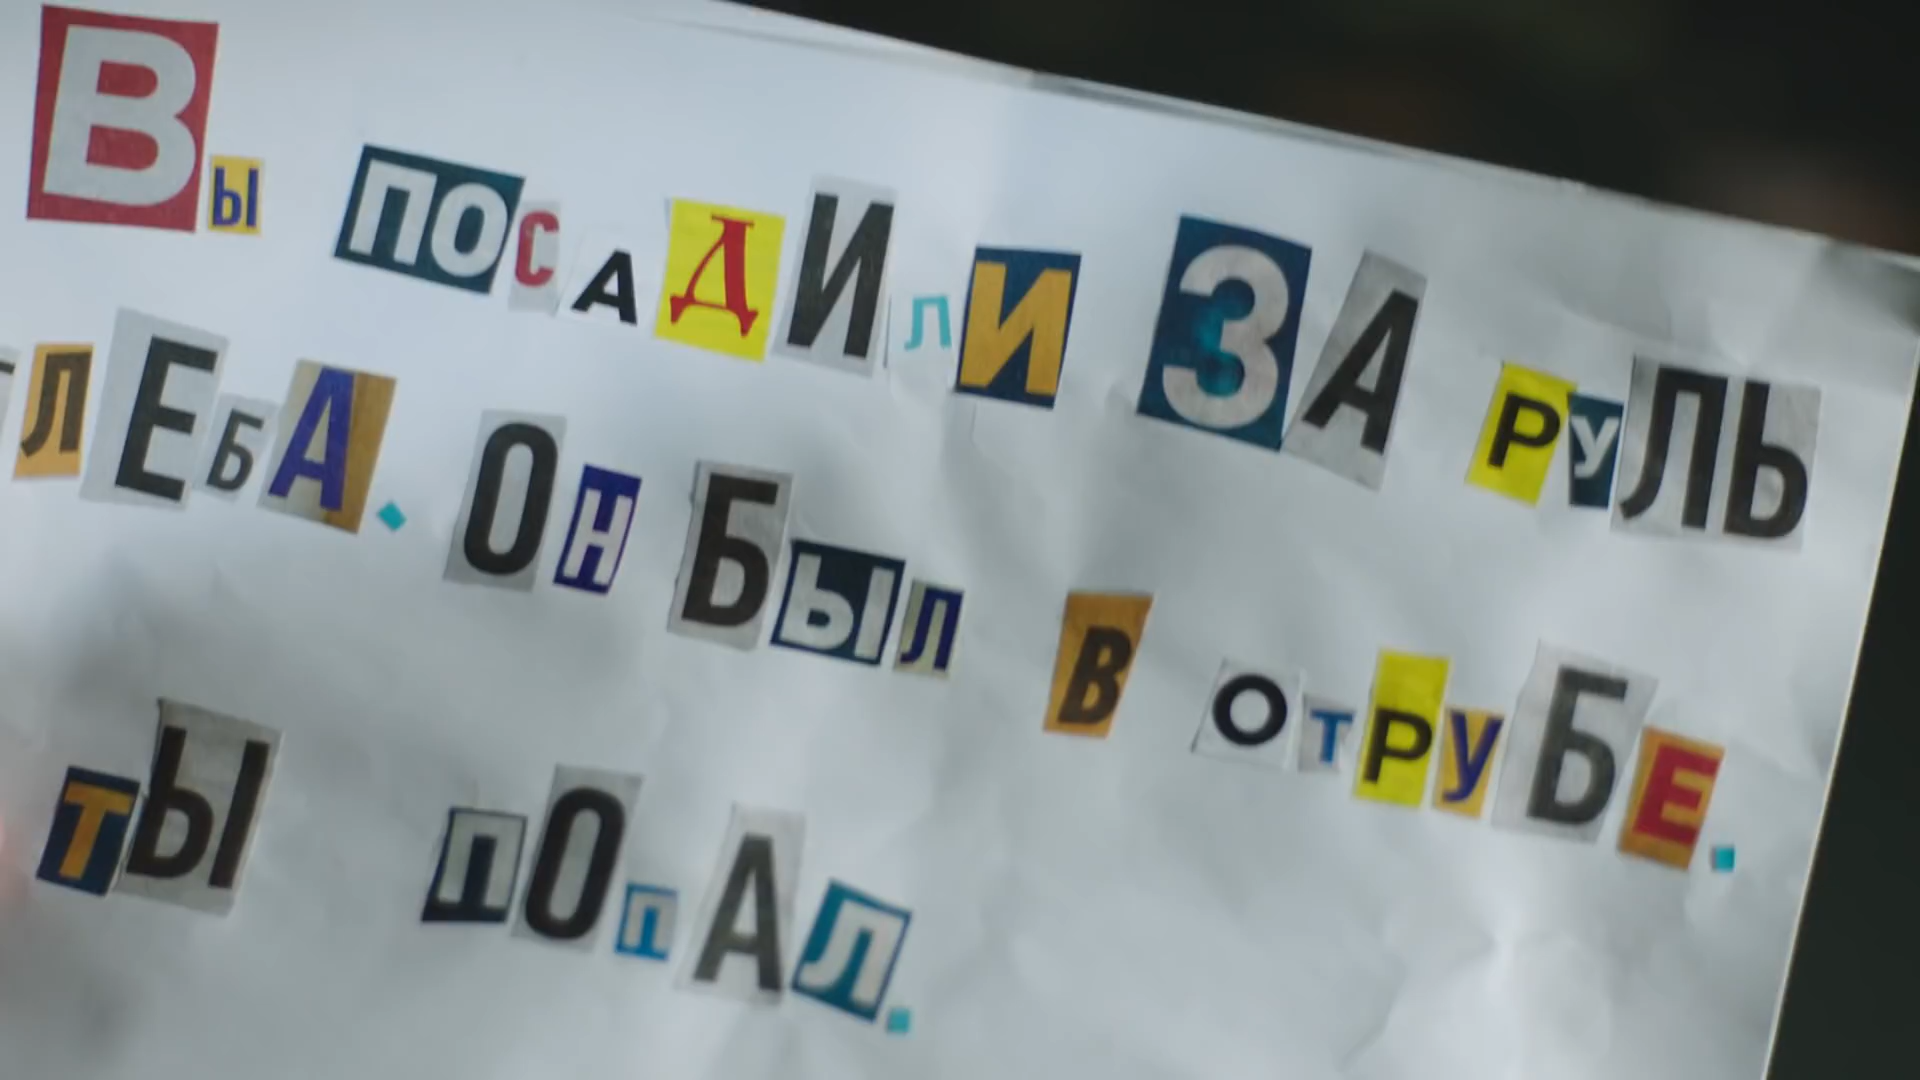 Вы посАДИлИ ЗА руЛЬ
ГЛЕБА. Он Был в отруБЕ.
тЫ пОпАл.